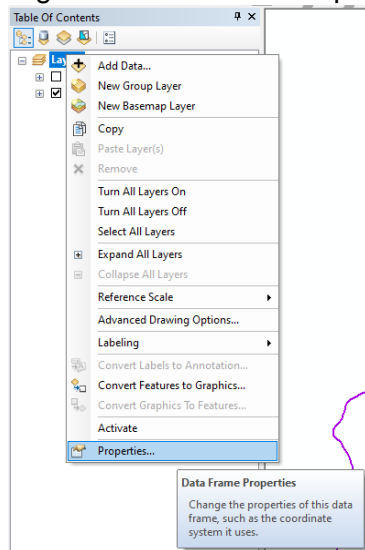 Table Of Contents
Add Data...
New Group Layer
New Basemap Layer
Copy
Paste Layer(s)
Remove
Turn All Layers On
Turn All Layers Off
Select All Layers
Expand All Layers
Collapse All Layers
Reference Scale
Advanced Drawing Options...
Labeling
Convert Labels to Annotation...
Convert Features to Graphics...
Convert Graphics To Features...
Activate
Properties...
Data Frame Properties
Change the properties of this data
frame, such as the coordinate
system it uses.